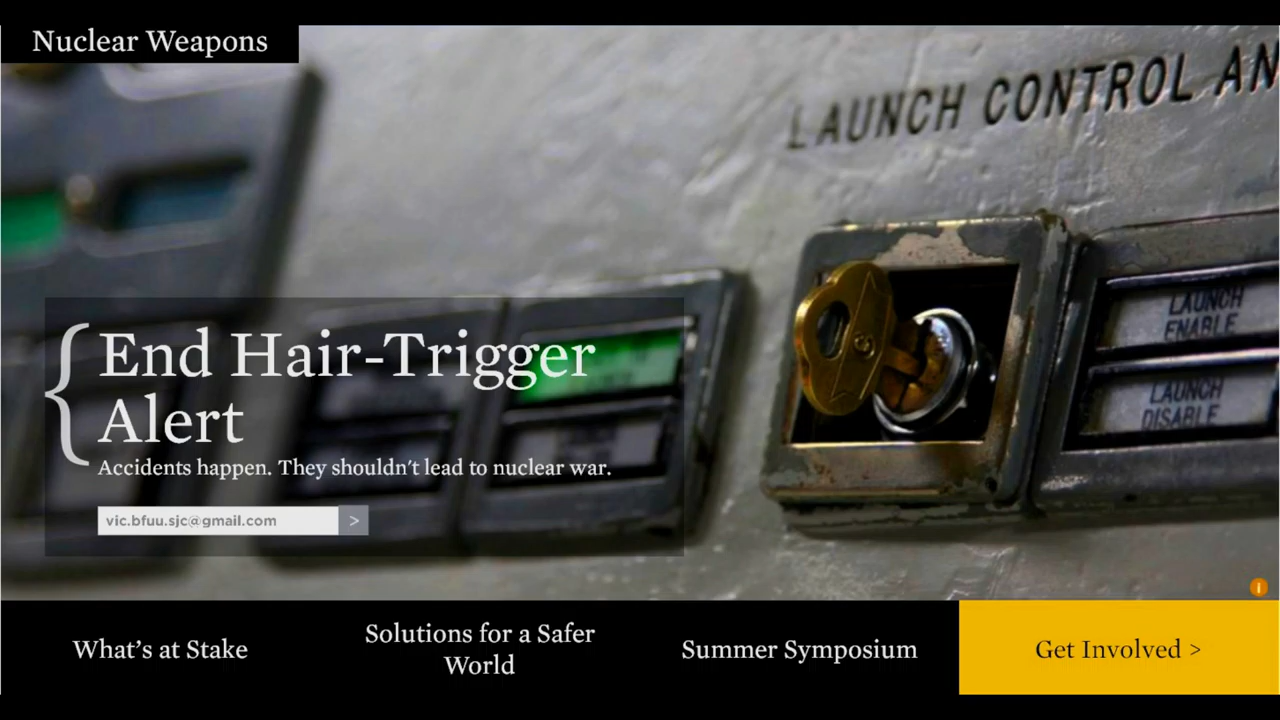 Nuclear Weapons
LAUNCH CONTROL AN
LAUNCH
ENABLE
LAUNCH
DISABLE
End Hair-Trigger
Alert
Accidents happen. They shouldn't lead to nuclear war.
vic.bfuu.sjc@gmail.com >
What's at Stake
Solutions for a Safer
World
Summer Symposium
Get Involved >